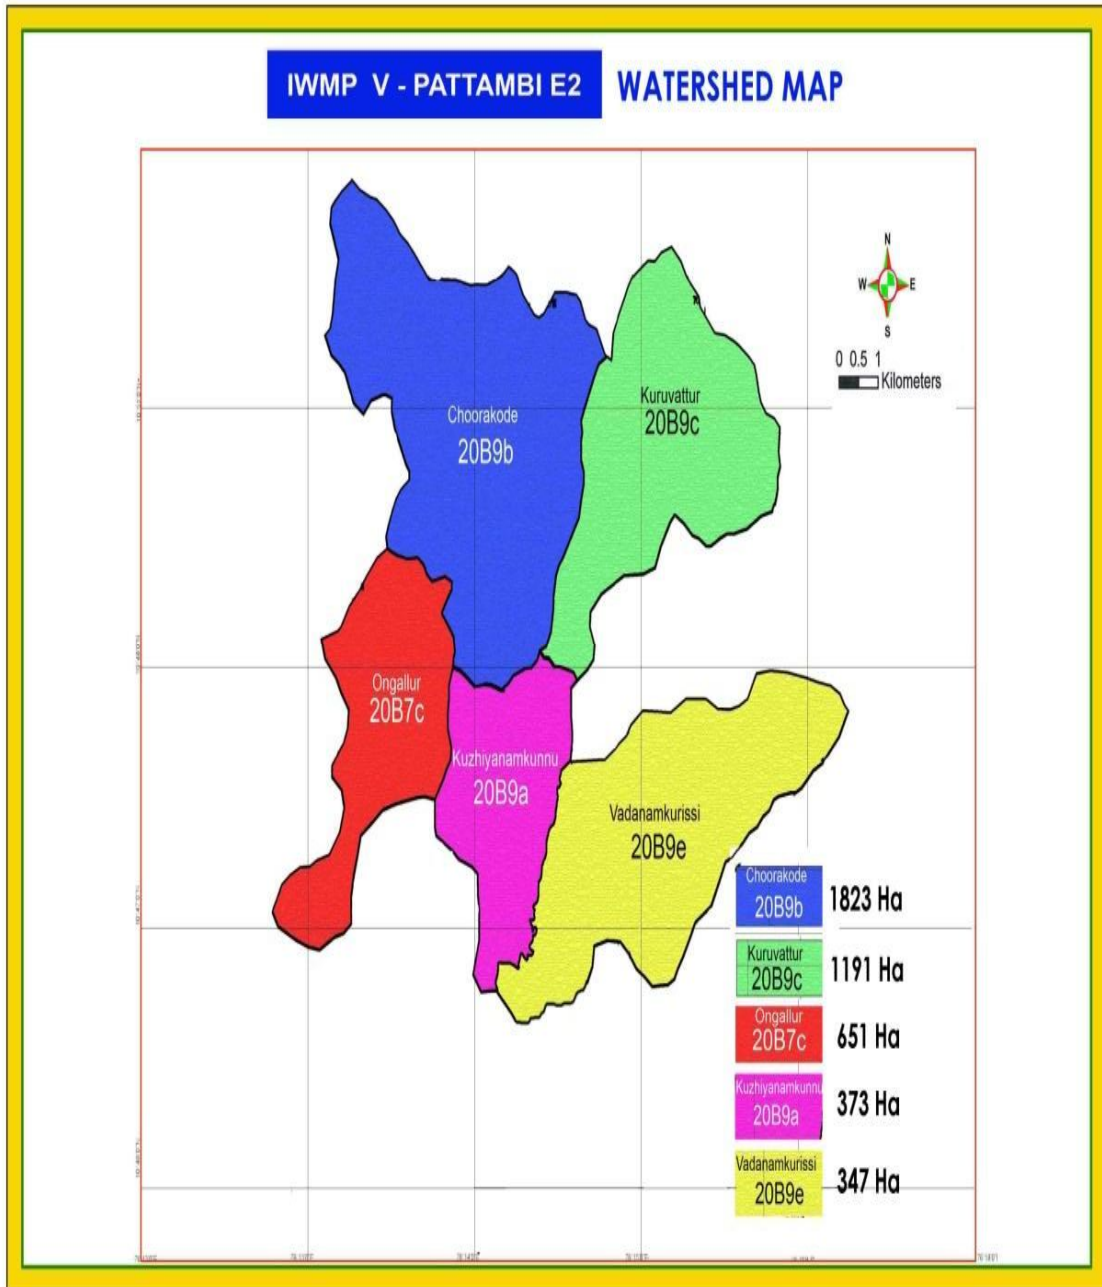 IWMP V - PATTAMBI E2 WATERSHED MAP
N
W E
S
0 0.5 1
Kilometers
Choorakode
20B9b
Kuruvattur
20B9c
Ongallur
20B7c
Kuzhiyanamkunnu
20B9a
Vadanamkurissi
20B9e
Choorakode
20B9b 1823 Ha
Kuruvattur
20B9c 1191 Ha
Ongallur
20B7c 651 Ha
Kuzhiyanamkunnu
20B9a 373 Ha
Vadanamkurissi
20B9e 347 Ha